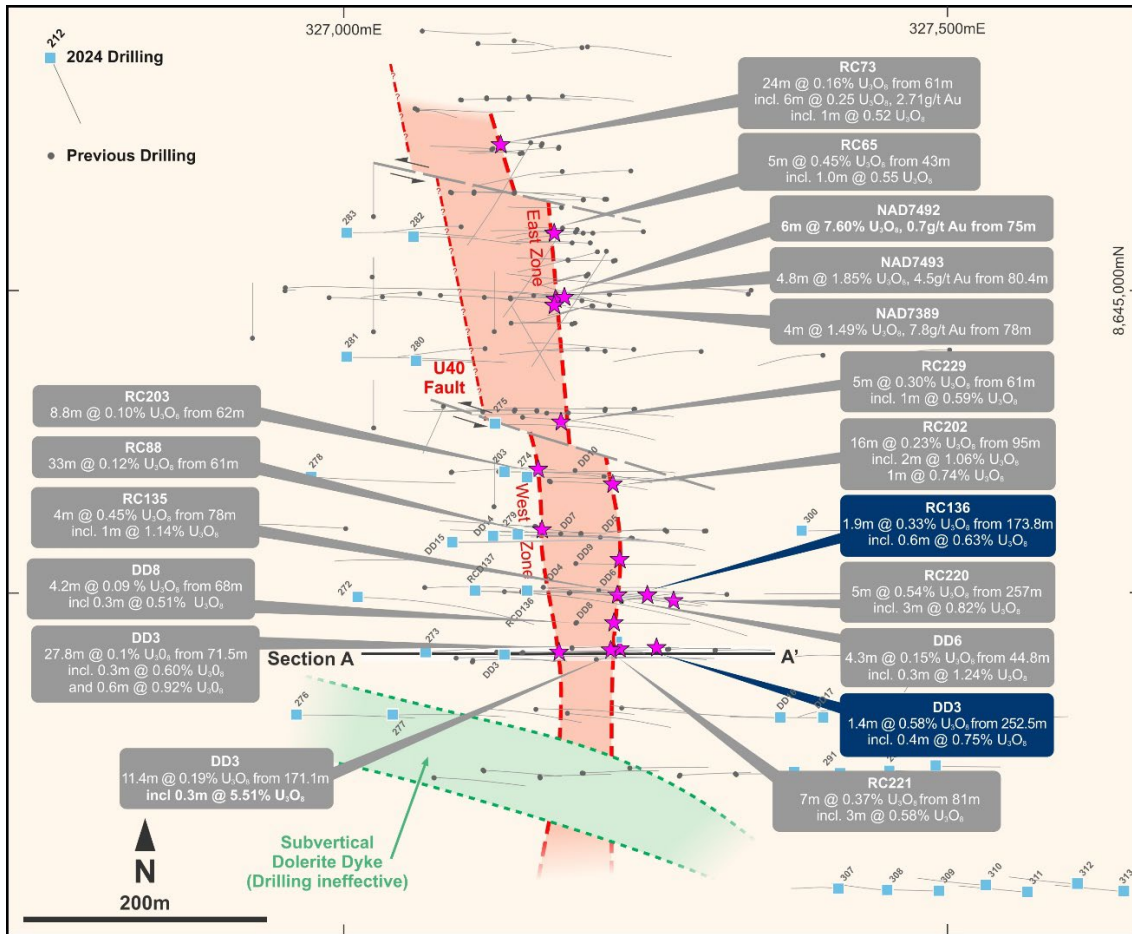 327,000mE
327,500mE
212
2024 Drilling
Previous Drilling
RC73
24m @ 0.16% U₃O₈ from 61m
incl. 6m @ 0.25 U₃O₈, 2.71g/t Au
incl. 1m @ 0.52 U₃O₈
RC65
5m @ 0.45% U₃O₈ from 43m
incl. 1.0m @ 0.55 U₃O₈
NAD7492
6m @ 7.60% U₃O₈, 0.7g/t Au from 75m
NAD7493
4.8m @ 1.85% U₃O₈, 4.5g/t Au from 80.4m
NAD7389
4m @ 1.49% U₃O₈, 7.8g/t Au from 78m
8,645,000mN
East Zone
283
282
281
280
U40
Fault
RC229
5m @ 0.30% U₃O₈ from 61m
incl. 1m @ 0.59% U₃O₈
RC203
8.8m @ 0.10% U₃O₈ from 62m
275
RC202
16m @ 0.23% U₃O₈ from 95m
incl. 2m @ 1.06% U₃O₈
1m @ 0.74% U₃O₈
RC88
33m @ 0.12% U₃O₈ from 61m
278
203
274
DD10
West Zone
RC135
4m @ 0.45% U₃O₈ from 78m
incl. 1m @ 1.14% U₃O₈
RC136
1.9m @ 0.33% U₃O₈ from 173.8m
incl. 0.6m @ 0.63% U₃O₈
DD15
DD14
279
DD7
DD5
300
DD9
DD8
4.2m @ 0.09 % U₃O₈ from 68m
incl 0.3m @ 0.51% U₃O₈
272
RCD137
RCD136
DD4
DD6
DD8
RC220
5m @ 0.54% U₃O₈ from 257m
incl. 3m @ 0.82% U₃O₈
DD3
27.8m @ 0.1% U₃O₈ from 71.5m
incl. 0.3m @ 0.60% U₃0₈
and 0.6m @ 0.92% U₃0₈
DD6
4.3m @ 0.15% U₃O₈ from 44.8m
incl. 0.3m @ 1.24% U₃O₈
273
Section A
DD3
A'
DD3
1.4m @ 0.58% U₃O₈ from 252.5m
incl. 0.4m @ 0.75% U₃O₈
276
277
DD17
291
DD3
11.4m @ 0.19% U₃O₈ from 171.1m
incl 0.3m @ 5.51% U₃O₈
RC221
7m @ 0.37% U₃O₈ from 81m
incl. 3m @ 0.58% U₃O₈
Subvertical
Dolerite Dyke
(Drilling ineffective)
N
200m
307
308
309
310
311
312
313